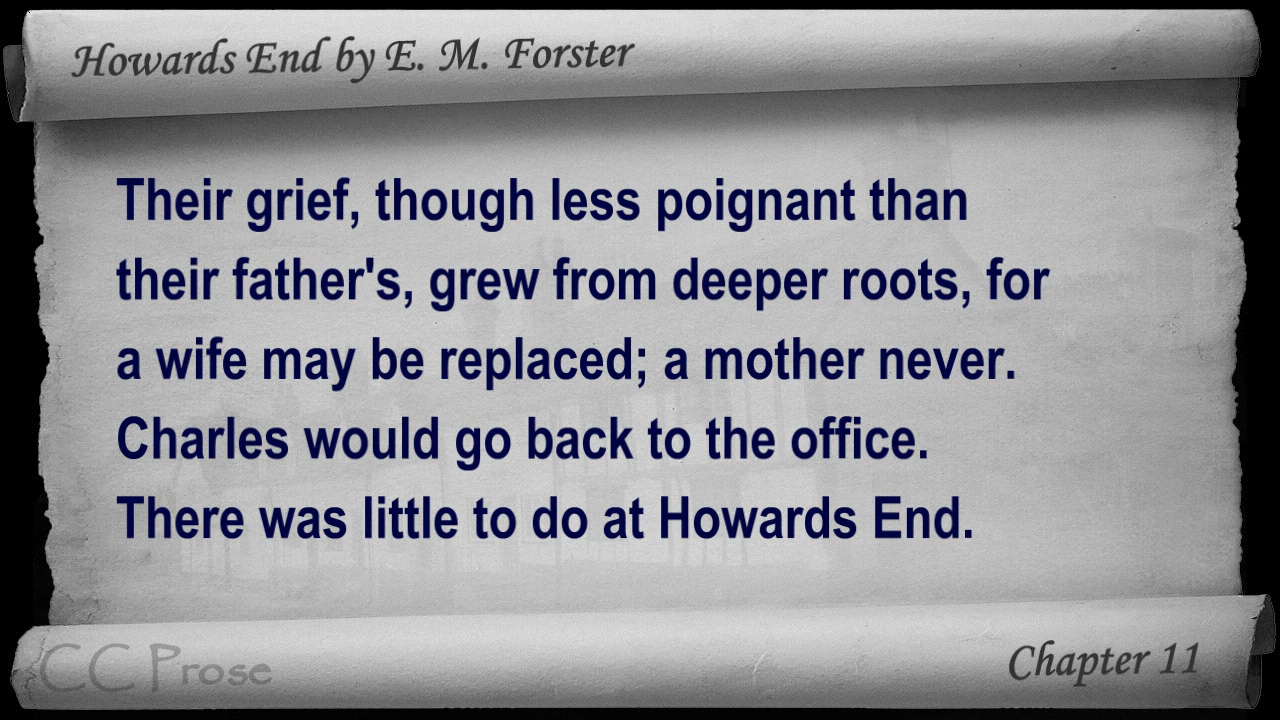 Howards End by E. M. Forster
Their grief, though less poignant than
their father's, grew from deeper roots, for
a wife may be replaced; a mother never.
Charles would go back to the office.
There was little to do at Howards End.
CC Prose
Chapter 11